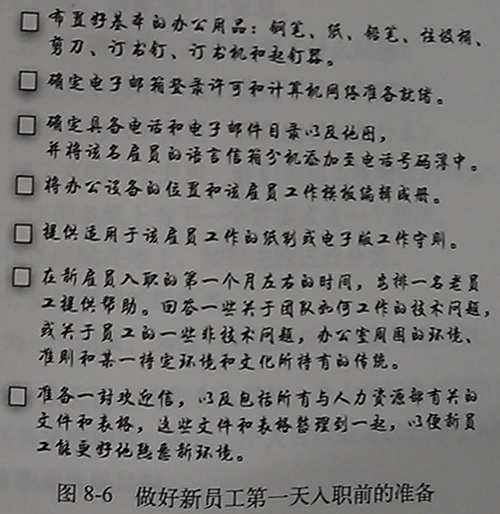 □ 布置好基本的办公用品：钢笔、纸、铅笔、垃圾桶、
剪刀、订书钉、订书机和起钉器。
□ 确定电子邮箱登录许可和计算机网络准备就绪。
□ 确定具备电话和电子邮件目录以及地图，
并将该名雇员的语言信箱分机添加至电话号码簿中。
□ 将办公设备的位置和该雇员工作模板编辑成册。
□ 提供适用于该雇员工作的纸制或电子版工作守则。
□ 在新雇员入职的第一个月左右的时间，安排一名老员
工提供帮助。回答一些关于团队如何工作的技术问题，
或关于员工的一些非技术问题，办公室周围的环境、
准则和某一特定环境和文化所特有的传统。
□ 准备一封欢迎信，以及包括所有与人力资源部有关的
文件和表格，这些文件和表格整理到一起，以便新员
工能更好地熟悉新环境。
图 8-6 做好新员工第一天入职前的准备